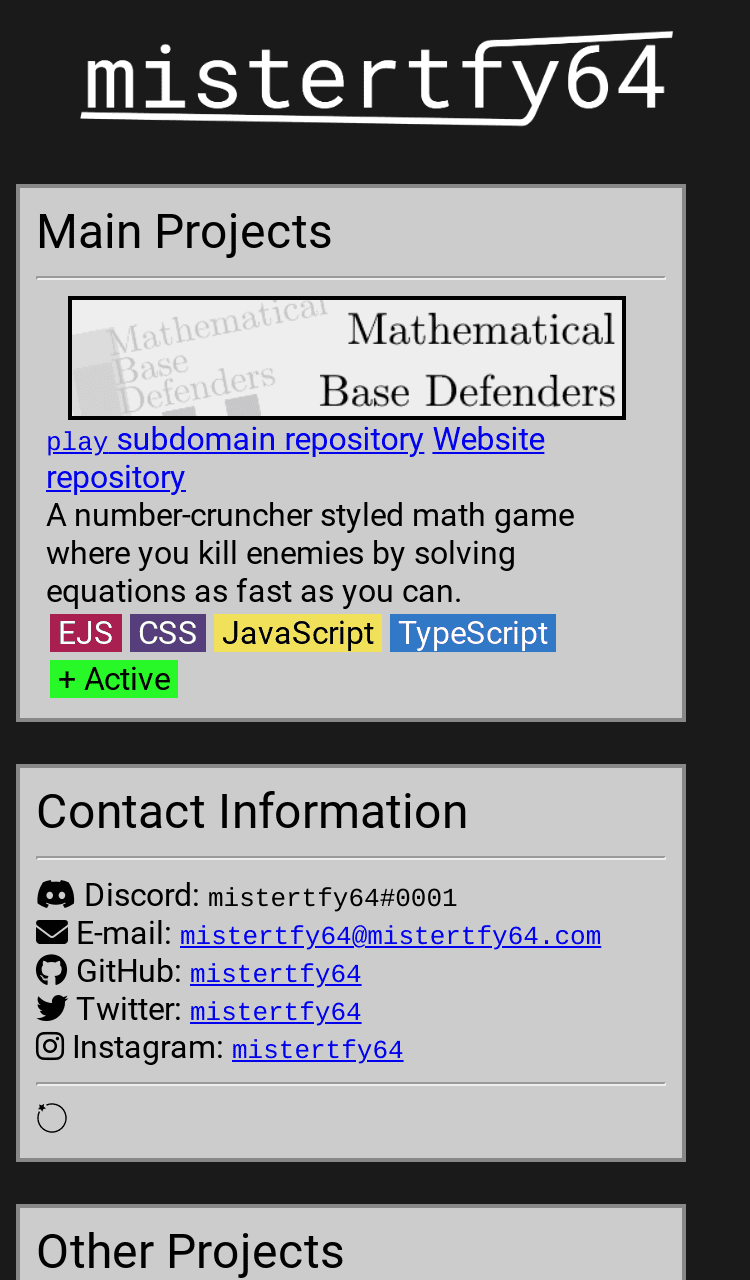 mistertfy64
Main Projects
Mathematical
Base
Defenders
Mathematical
Base Defenders
play subdomain repository Website
repository
A number-cruncher styled math game
where you kill enemies by solving
equations as fast as you can.
EJS CSS JavaScript TypeScript
+ Active
Contact Information
Discord: mistertfy64#0001
E-mail: mistertfy64@mistertfy64.com
GitHub: mistertfy64
Twitter: mistertfy64
Instagram: mistertfy64
Other Projects